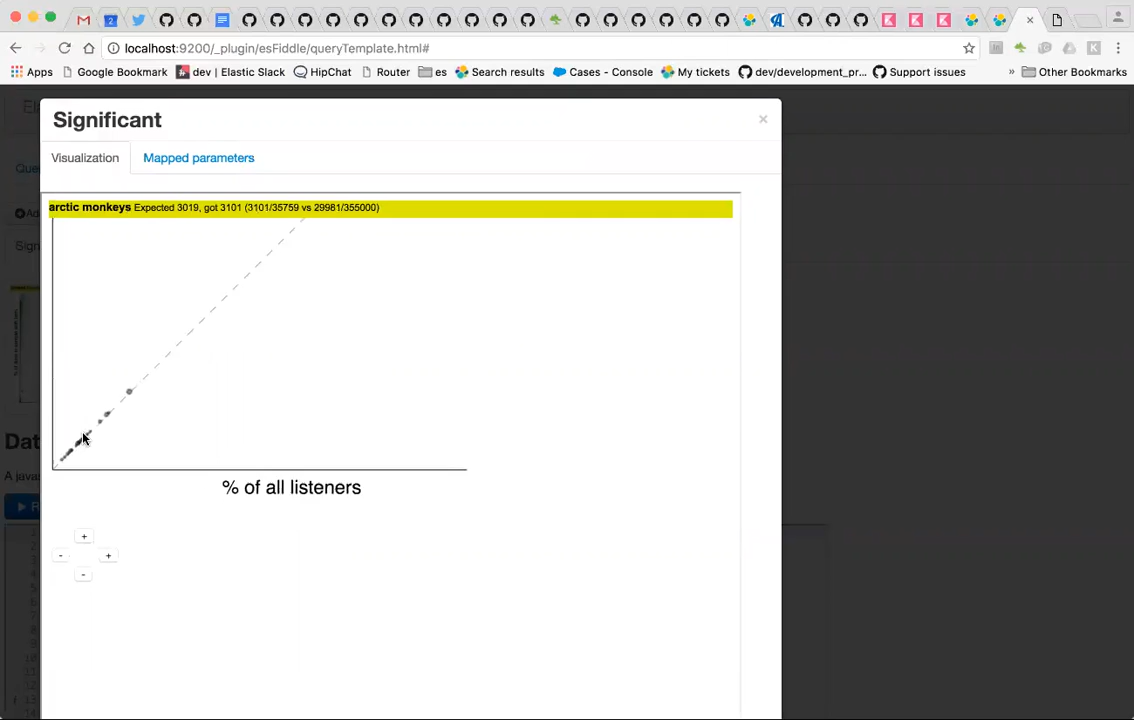 localhost:9200/_plugin/esFiddle/queryTemplate.html#
Apps Google Bookmark dev | Elastic Slack HipChat Router es Search results Cases - Console My tickets dev/development_pr... Support issues » Other Bookmarks
Significant ×
Visualization Mapped parameters
arctic monkeys Expected 3019, got 3101 (3101/35759 vs 29981/355000)
% of all listeners
+
- +
-